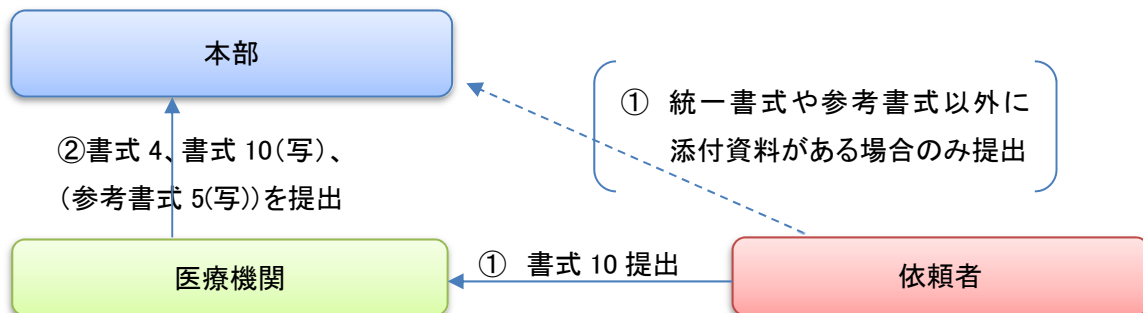 本部
① 統一書式や参考書式以外に
添付資料がある場合のみ提出
②書式 4、書式 10(写)、
(参考書式 5(写))を提出
① 書式 10 提出
医療機関
依頼者